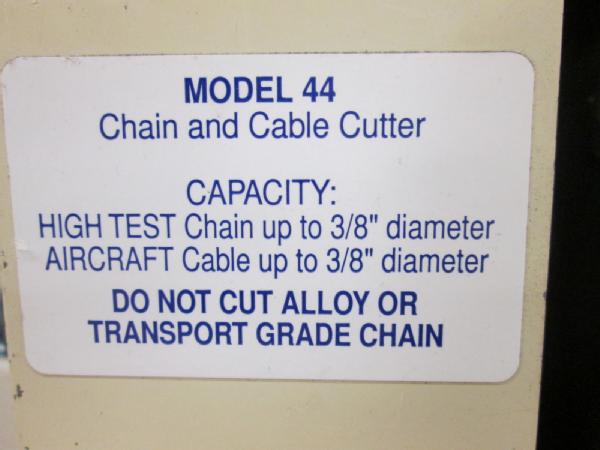 MODEL 44
Chain and Cable Cutter
CAPACITY:
HIGH TEST Chain up to 3/8" diameter
AIRCRAFT Cable up to 3/8" diameter
DO NOT CUT ALLOY OR
TRANSPORT GRADE CHAIN